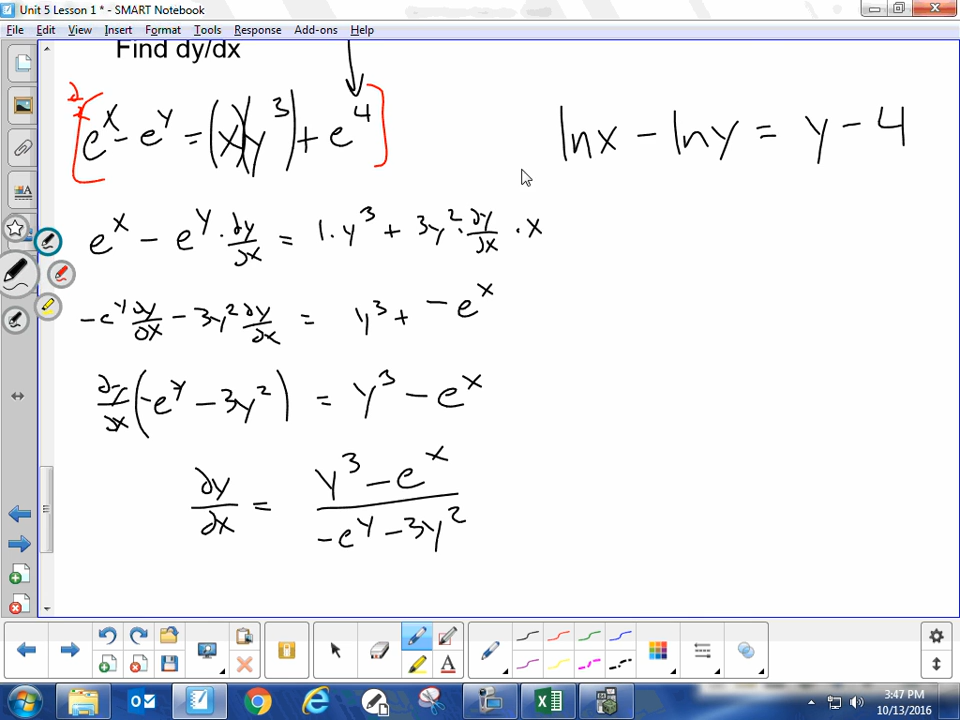 Unit 5 Lesson 1 * - SMART Notebook
File Edit View Insert Format Tools Add-ons Response Help
Find dy/dx
d/dx [e^x - e^y = (x)(y^3) + e^4]
ln x - ln y = y - 4
e^x - e^y · dy/dx = 1 · y^3 + 3y^2 · dy/dx · x
-e^y dy/dx - 3y^2 dy/dx = y^3 + - e^x
dy/dx (-e^y - 3y^2) = y^3 - e^x
dy/dx = (y^3 - e^x)/(-e^y - 3y^2)
3:47 PM
10/13/2016